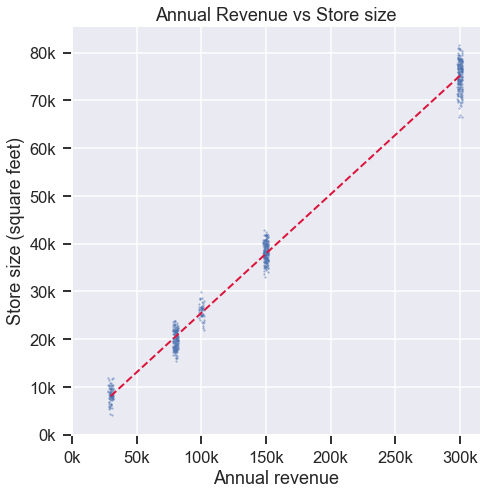 Annual Revenue vs Store size
Store size (square feet)
80k
70k
60k
50k
40k
30k
20k
10k
0k
0k 50k 100k 150k 200k 250k 300k
Annual revenue